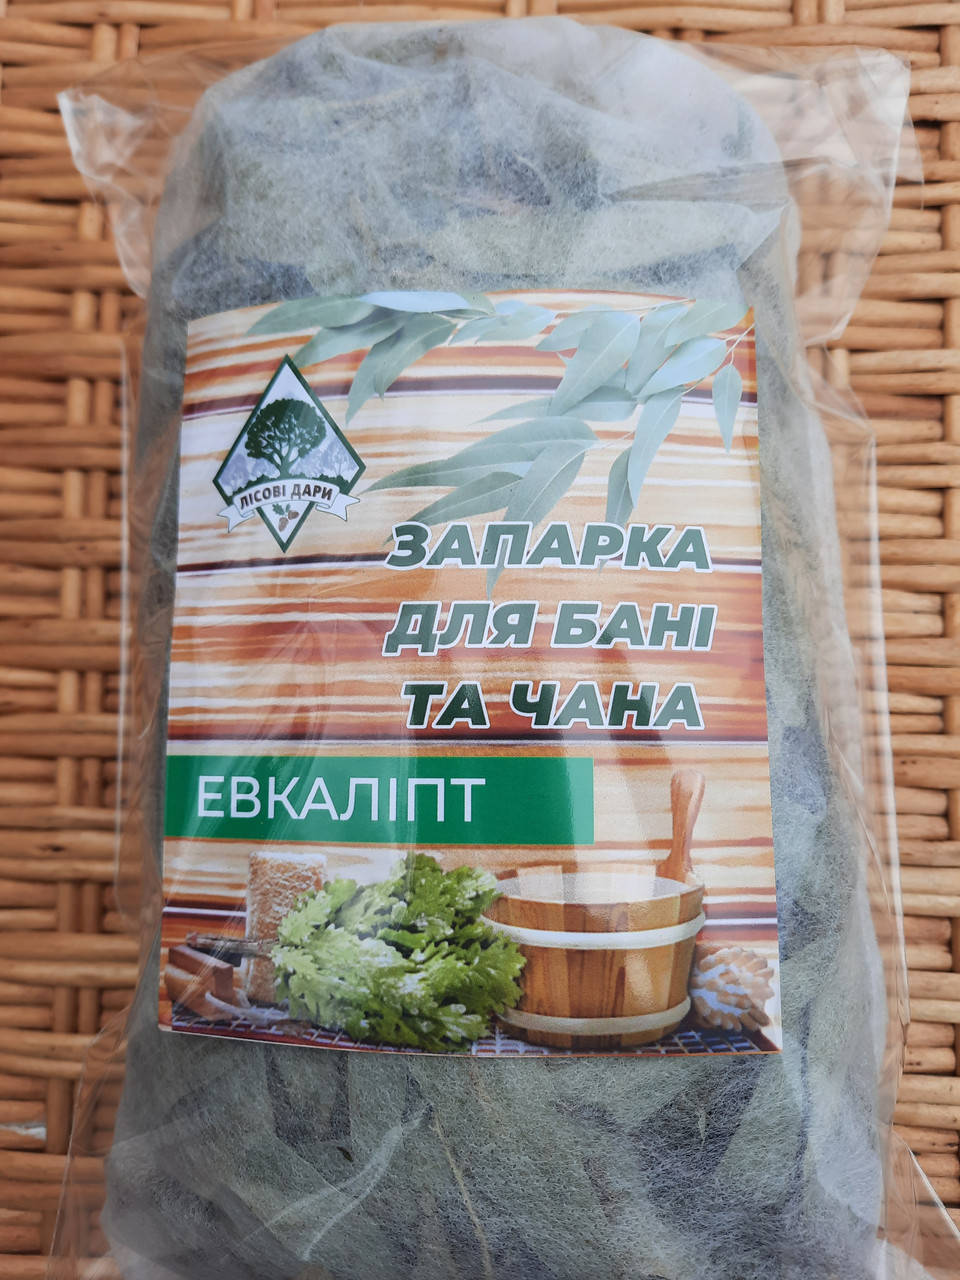 ЛІСОВІ ДАРИ
ЗАПАРКА
ДЛЯ БАНІ
ТА ЧАНА
ЕВКАЛІПТ